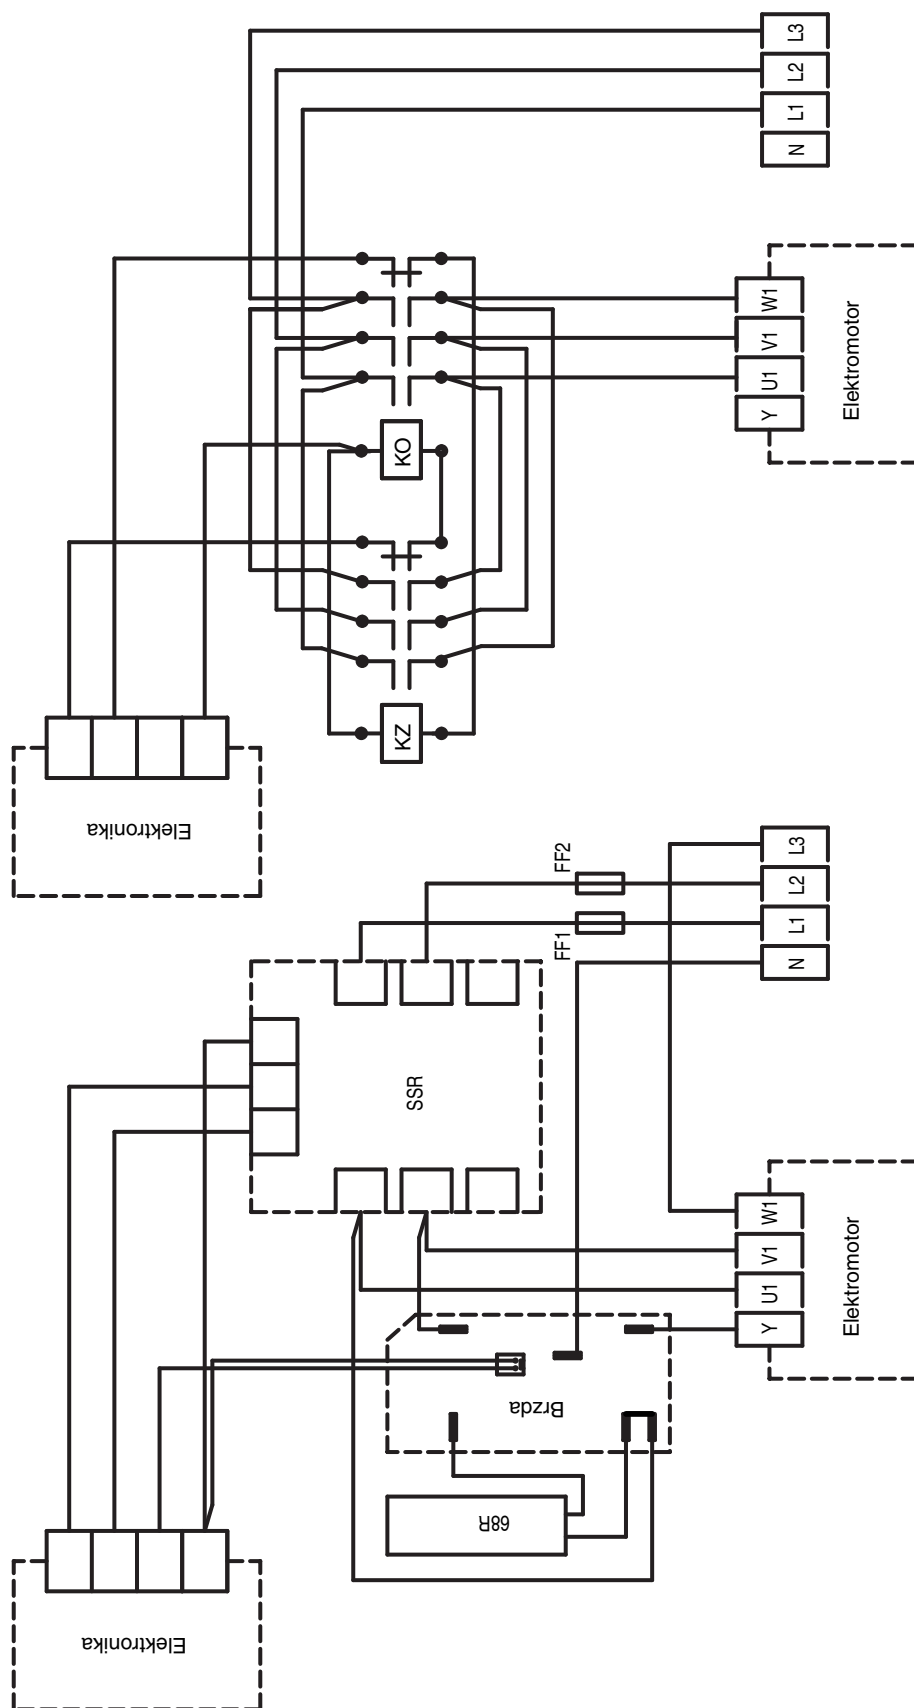 L3
L2
L1
N
W1
V1
U1
Y
Elektromotor
KO
KZ
Elektronika
FF2
FF1
L3
L2
L1
N
SSR
W1
V1
U1
Y
Elektromotor
Brzda
68R
Elektronika